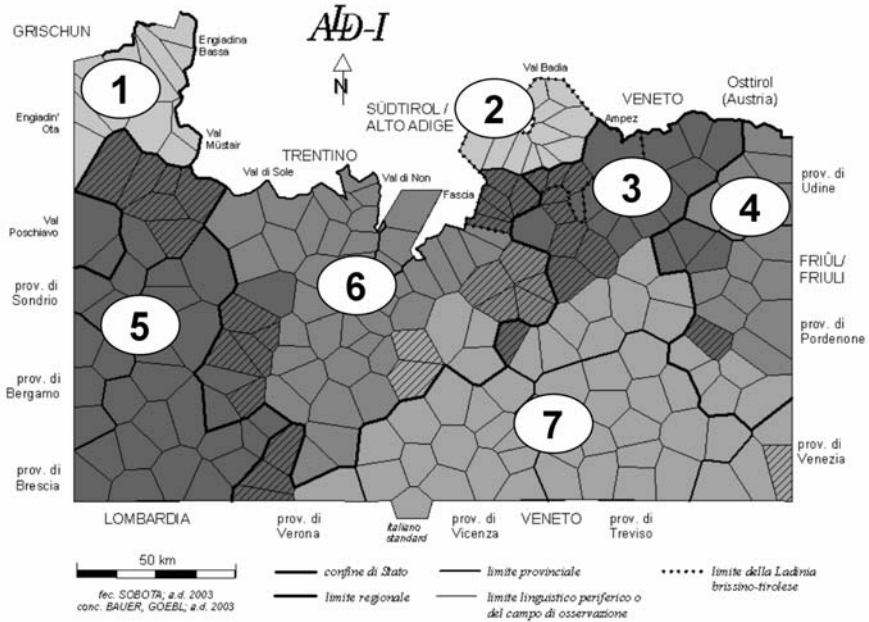 ALD-I
N
GRISCHUN
Engiadina
Bassa
Engiadin'
Ota
Val
Müstair
TRENTINO
Val di Sole
Val di Non
Fascia
SÜDTIROL /
ALTO ADIGE
Val Badia
Ampez
VENETO
Osttirol
(Austria)
prov. di
Udine
FRIÛL/
FRIULI
prov. di
Pordenone
prov. di
Venezia
Val
Poschiavo
prov. di
Sondrio
prov. di
Bergamo
prov. di
Brescia
1
2
3
4
5
6
7
LOMBARDIA
prov. di
Verona
Italiano
standard
prov. di
Vicenza
VENETO
prov. di
Treviso
50 km
fec. SOBOTA; a.d. 2003
conc. BAUER, GOEBL; a.d. 2003
confine di Stato
limite regionale
limite provinciale
limite linguistico periferico o
del campo di osservazione
limite della Ladinia
brissino-tirolese